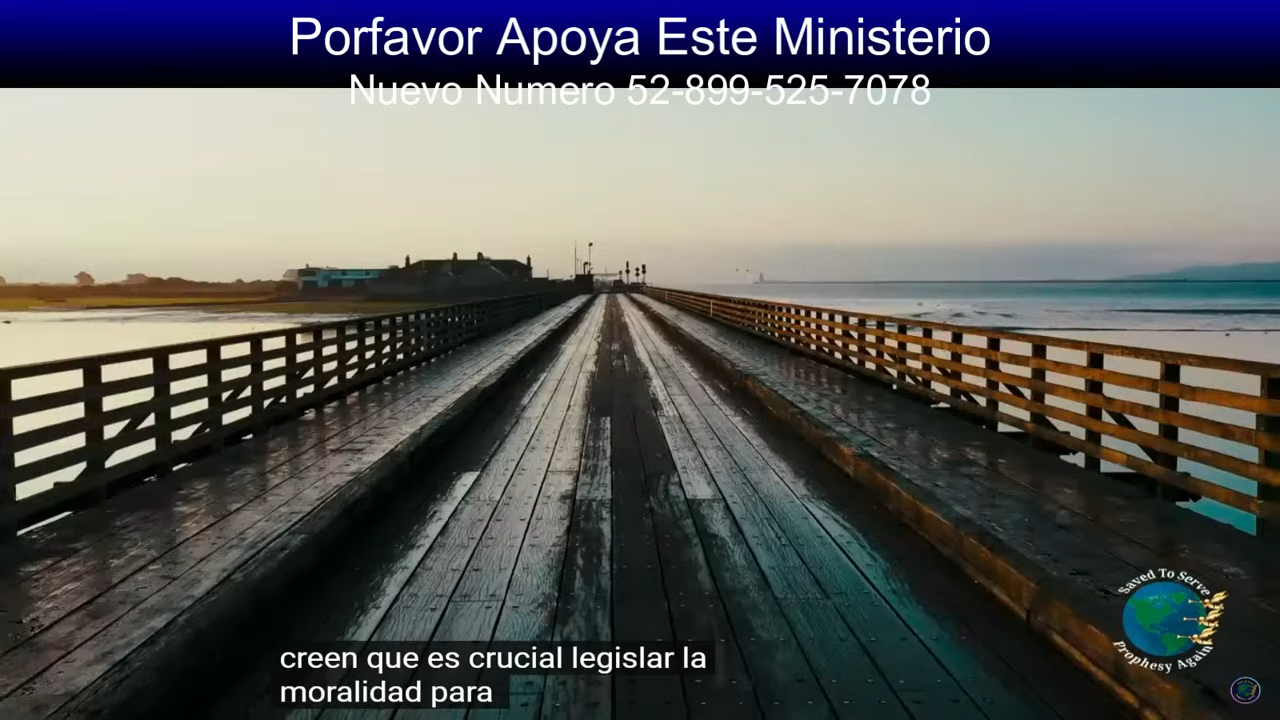 Porfavor Apoya Este Ministerio
Nuevo Numero 52-899-525-7078
Saved To Serve
Prophesy Again
creen que es crucial legislar la
moralidad para